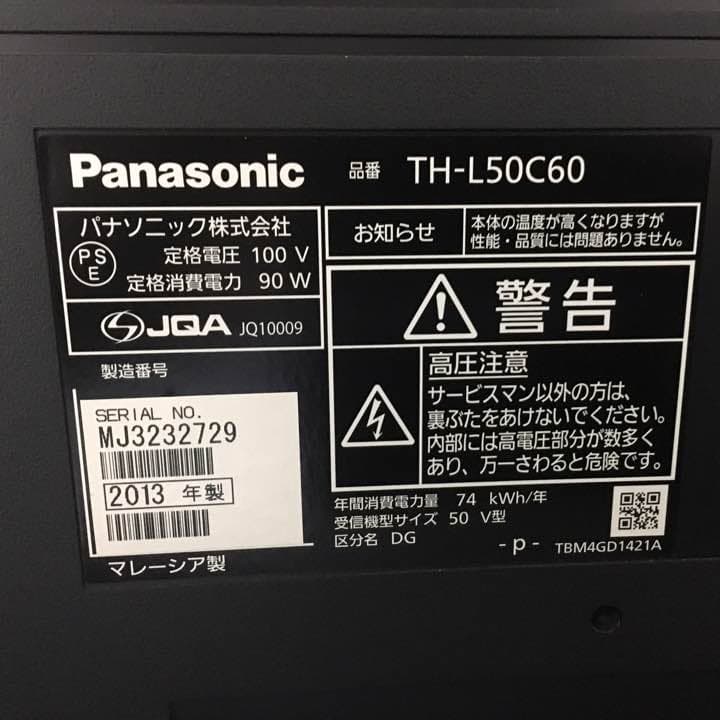 Panasonic 品番 TH-L50C60
パナソニック株式会社
PSE 定格電圧 100 V
定格消費電力 90 W
JQA JQ10009
製造番号
SERIAL NO.
MJ3232729
2013 年製
マレーシア製
お知らせ
本体の温度が高くなりますが
性能・品質には問題ありません。
警告
高圧注意
サービスマン以外の方は、
裏ぶたをあけないでください。
内部には高電圧部分が数多く
あり、万一さわると危険です。
年間消費電力量 74 kWh/年
受信機型サイズ 50 V型
区分名 DG
- p - TBM4GD1421A